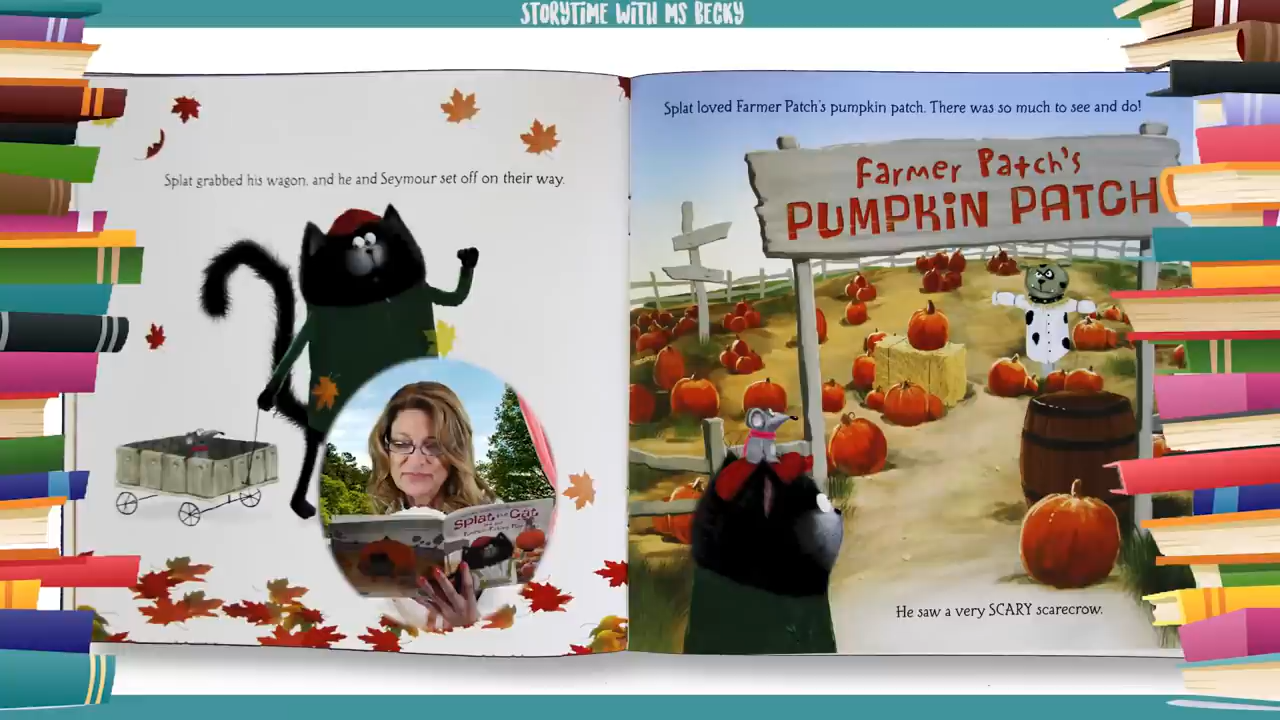 STORYTIME WITH MS BECKY
Splat grabbed his wagon, and he and Seymour set off on their way.
Splat loved Farmer Patch's pumpkin patch. There was so much to see and do!
Farmer Patch's
PUMPKIN PATCH
He saw a very SCARY scarecrow.
Splat the Cat